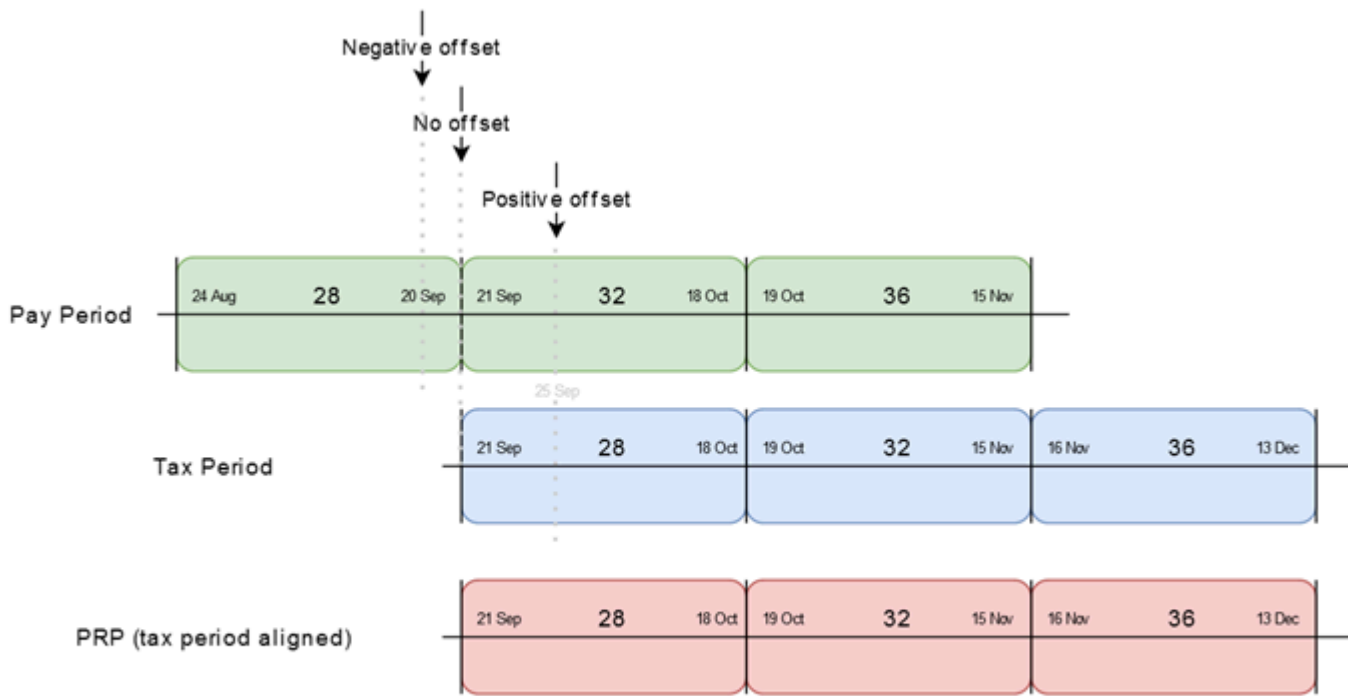 Negative offset
No offset
Positive offset
Pay Period
24 Aug 28 20 Sep 21 Sep 32 18 Oct 19 Oct 36 15 Nov
25 Sep
Tax Period
21 Sep 28 18 Oct 19 Oct 32 15 Nov 16 Nov 36 13 Dec
PRP (tax period aligned)
21 Sep 28 18 Oct 19 Oct 32 15 Nov 16 Nov 36 13 Dec